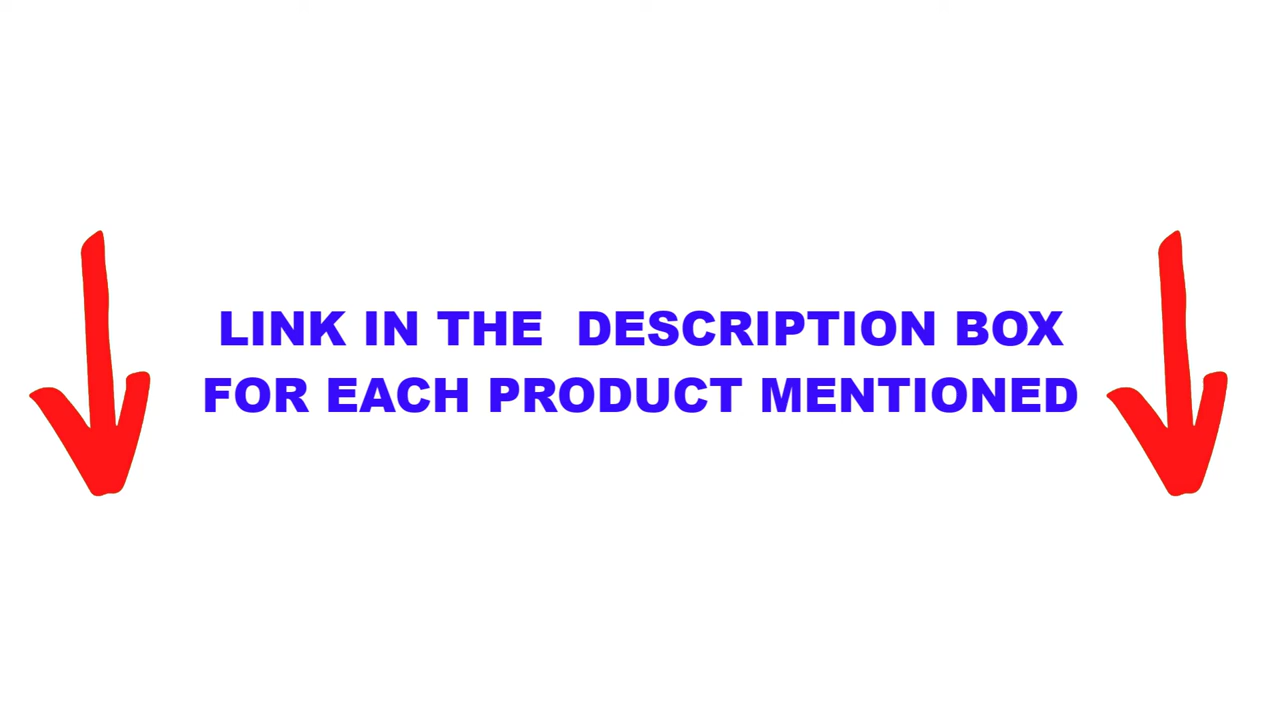 LINK IN THE  DESCRIPTION BOX
FOR EACH PRODUCT MENTIONED